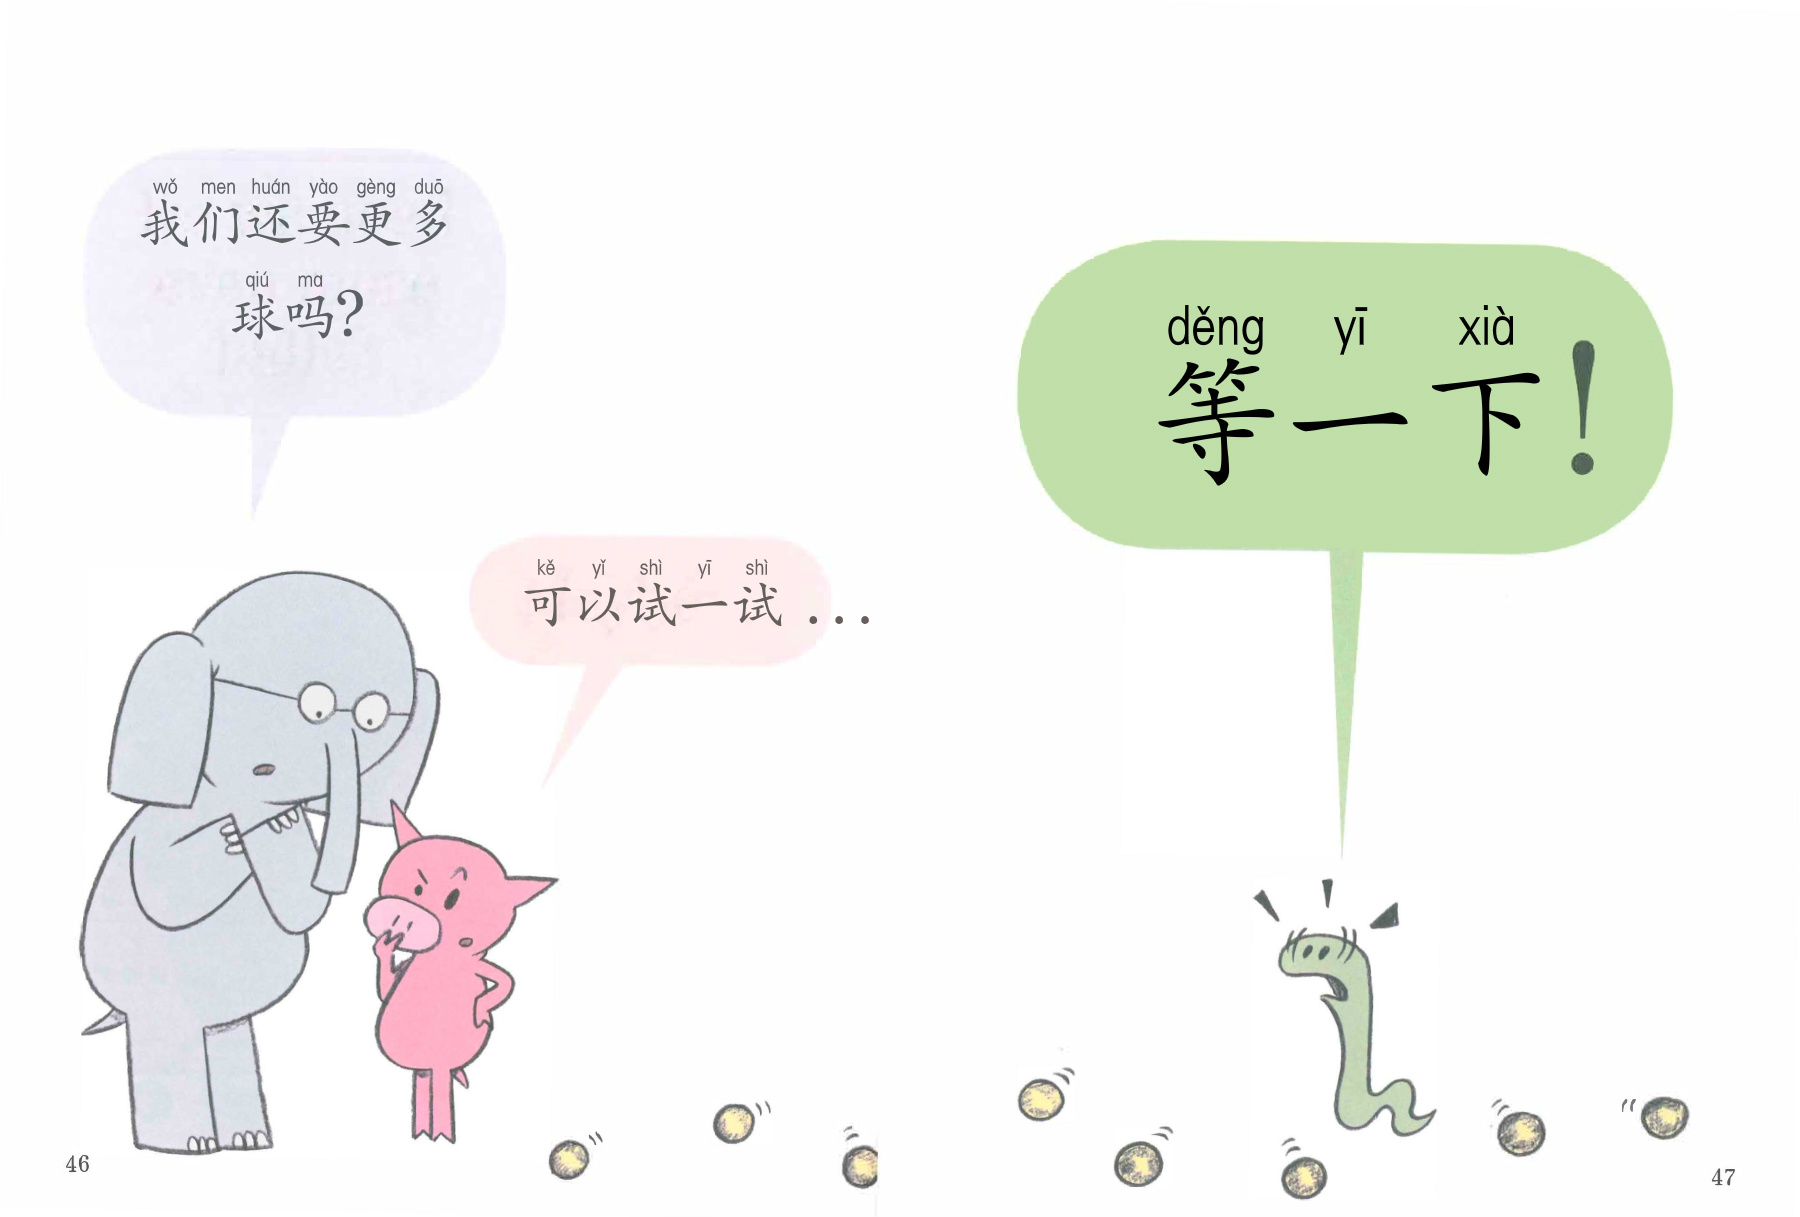 wǒ men huán yào gèng duō
我们还要更多
qiú ma
球吗?
kě yǐ shì yī shì
可以试一试 ...
46
děng yī xià
等一下!
47